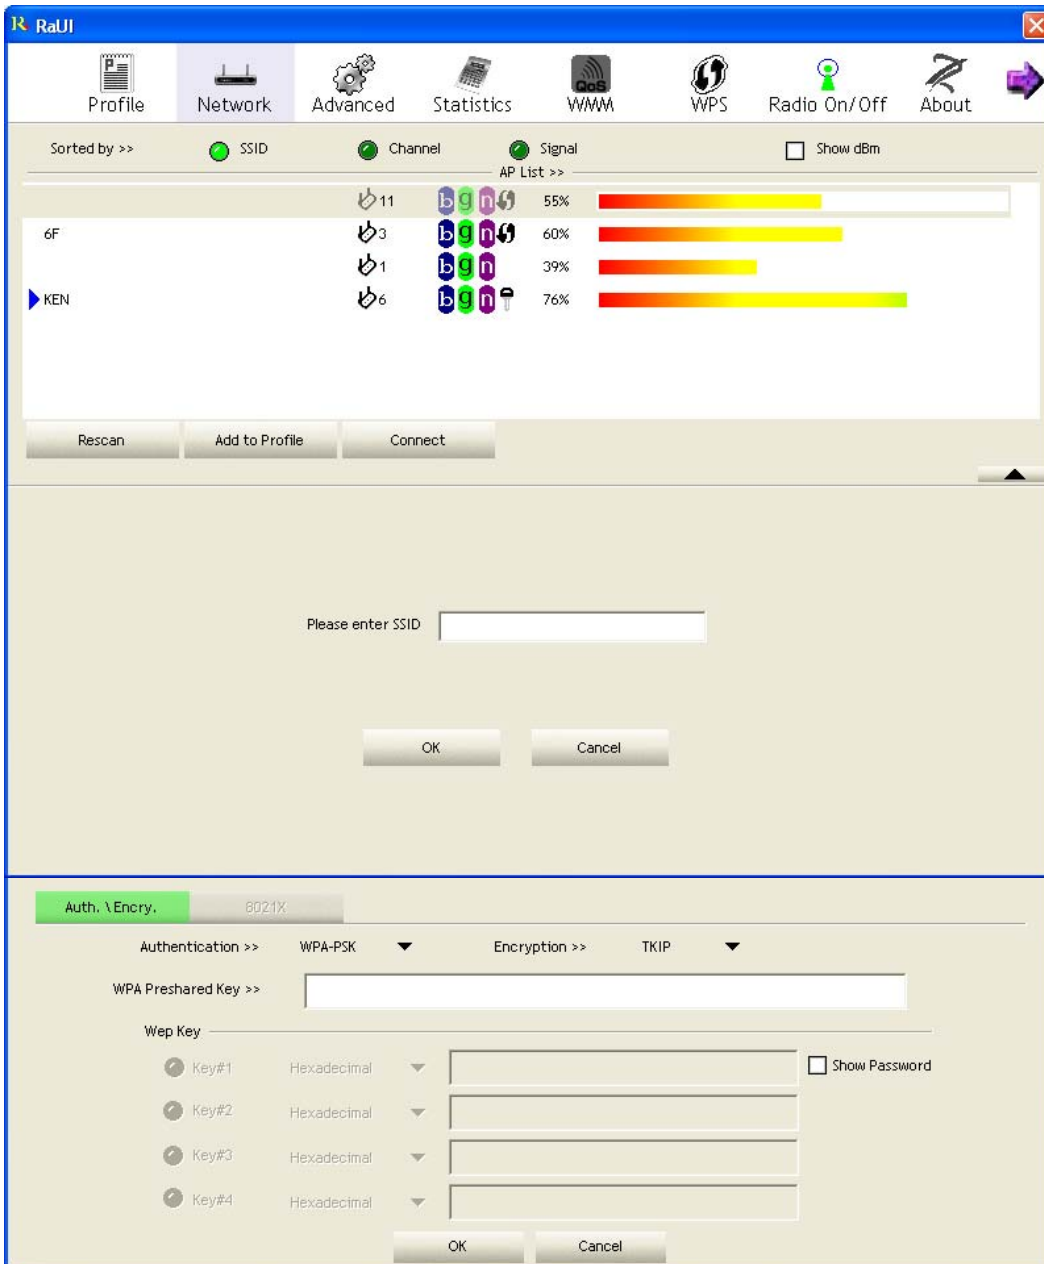 RaUI
Profile Network Advanced Statistics QoS WMM WPS Radio On/Off About
Sorted by >> SSID Channel Signal Show dBm
AP List >>
11 b g n 55%
6F 3 b g n 60%
1 b g n 39%
KEN 6 b g n 76%
Rescan Add to Profile Connect
Please enter SSID
OK Cancel
Auth. \ Encry. 8021X
Authentication >> WPA-PSK Encryption >> TKIP
WPA Preshared Key >>
Wep Key
Key#1 Hexadecimal Show Password
Key#2 Hexadecimal
Key#3 Hexadecimal
Key#4 Hexadecimal
OK Cancel